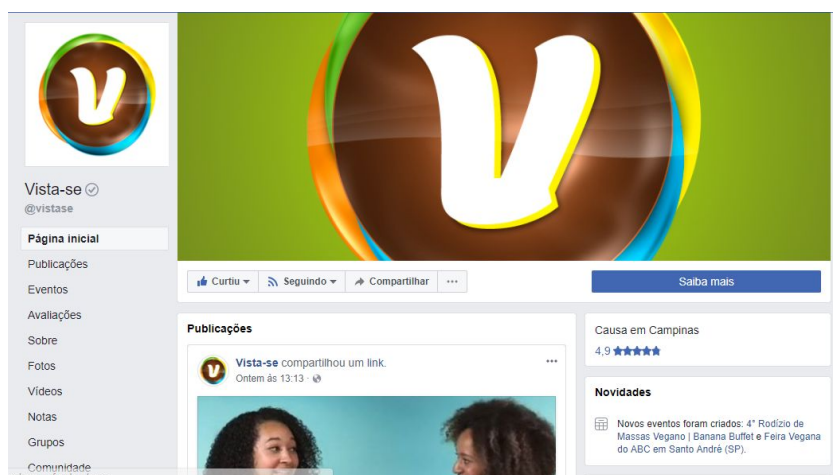 V
V
Vista-se
@vistase
Página inicial
Publicações
Eventos
Avaliações
Sobre
Fotos
Vídeos
Notas
Grupos
Comunidade
Curtiu
Seguindo
Compartilhar
...
Saiba mais
Publicações
V
Vista-se compartilhou um link.
Ontem às 13:13 ·
...
Causa em Campinas
4,9 ★★★★★
Novidades
Novos eventos foram criados: 4° Rodízio de
Massas Vegano | Banana Buffet e Feira Vegana
do ABC em Santo André (SP).